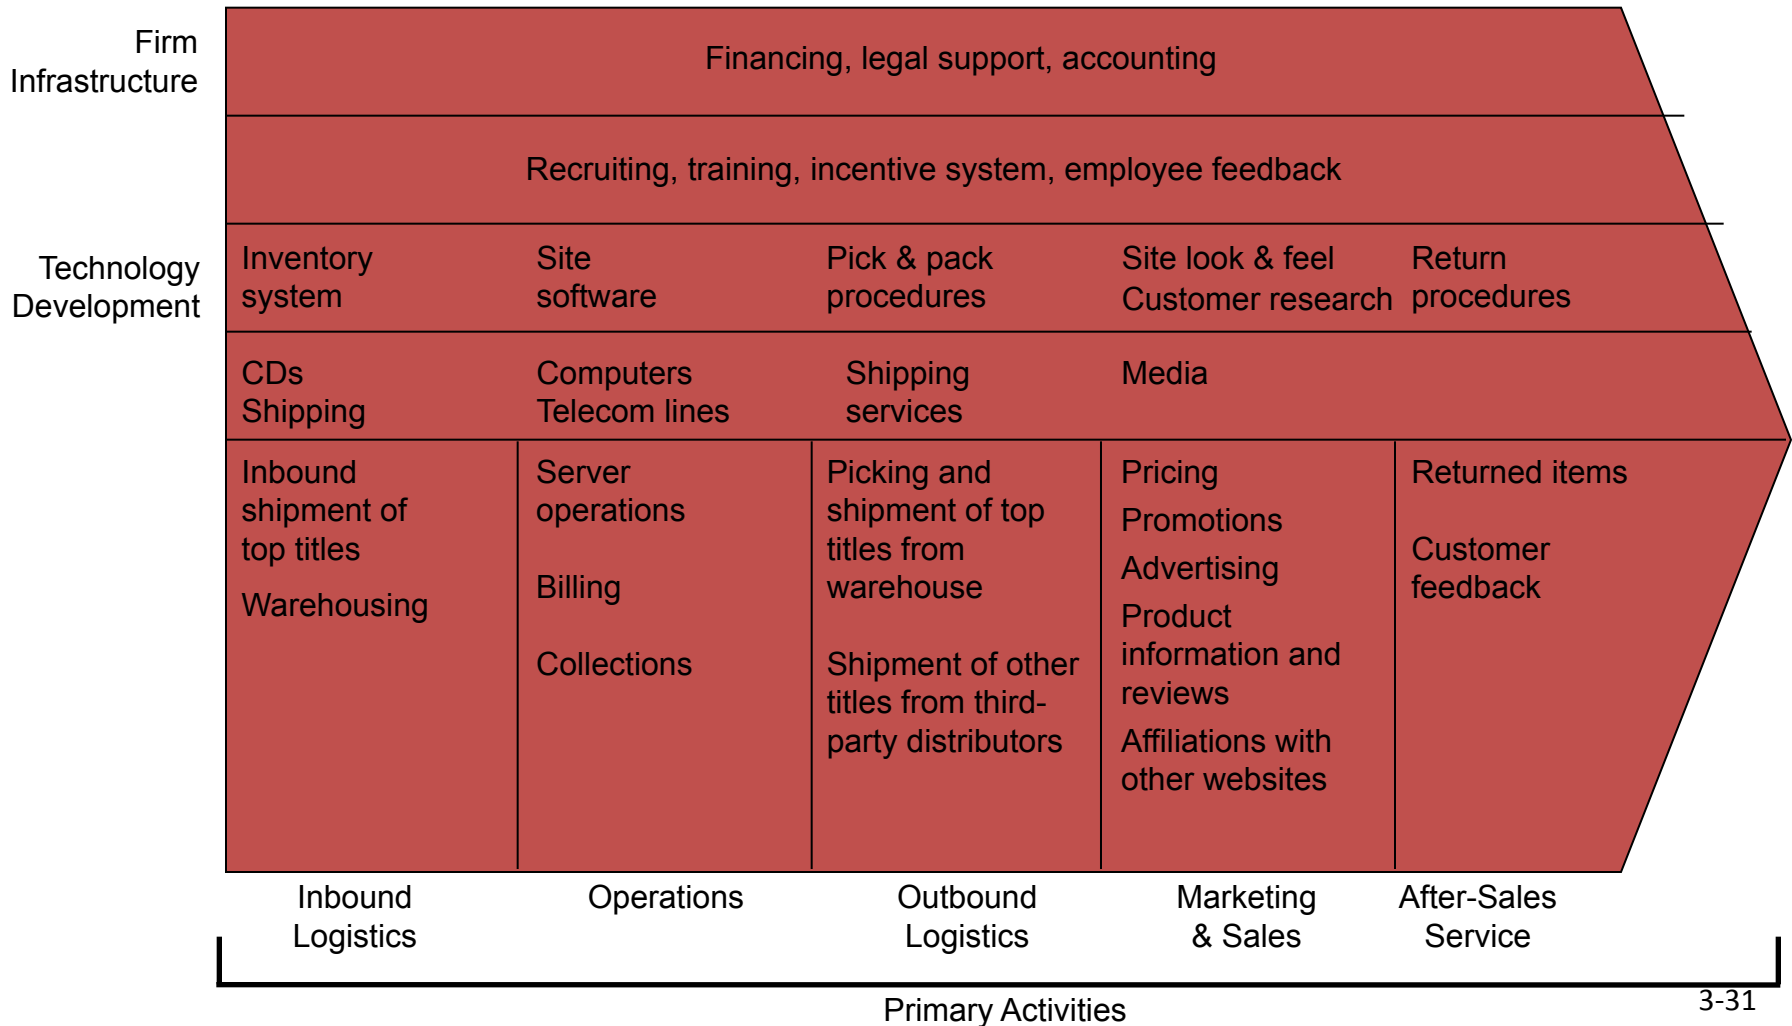 Firm
Infrastructure
Financing, legal support, accounting
Recruiting, training, incentive system, employee feedback
Technology
Development
Inventory
system
Site
software
Pick & pack
procedures
Site look & feel
Customer research
Return
procedures
CDs
Shipping
Computers
Telecom lines
Shipping
services
Media
Inbound
shipment of
top titles
Warehousing
Server
operations
Billing
Collections
Picking and
shipment of top
titles from
warehouse
Shipment of other
titles from third-
party distributors
Pricing
Promotions
Advertising
Product
information and
reviews
Affiliations with
other websites
Returned items
Customer
feedback
Inbound
Logistics
Operations
Outbound
Logistics
Marketing
& Sales
After-Sales
Service
Primary Activities
3-31